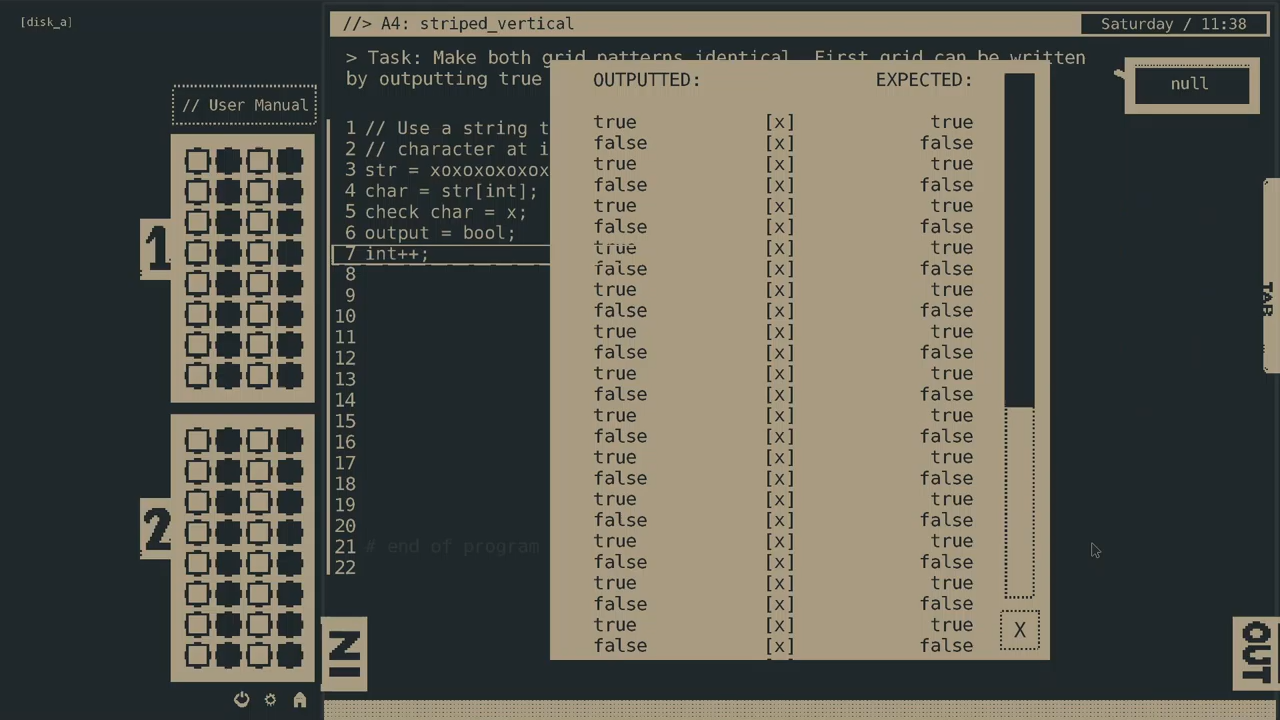 [disk_a]
//> A4: striped_vertical
Saturday / 11:38
> Task: Make both grid patterns identical. First grid can be written
by outputting true
null
// User Manual
1
2
1 // Use a string t
2 // character at i
3 str = xoxoxoxoxox
4 char = str[int];
5 check char = x;
6 output = bool;
7 int++;
8
9
10
11
12
13
14
15
16
17
18
19
20
21 # end of program
22
OUTPUTTED: EXPECTED:
true [x] true
false [x] false
true [x] true
false [x] false
true [x] true
false [x] false
true [x] true
false [x] false
true [x] true
false [x] false
true [x] true
false [x] false
true [x] true
false [x] false
true [x] true
false [x] false
true [x] true
false [x] false
true [x] true
false [x] false
true [x] true
false [x] false
true [x] true
false [x] false
true [x] true
false [x] false
X
TAB
IN
OUT